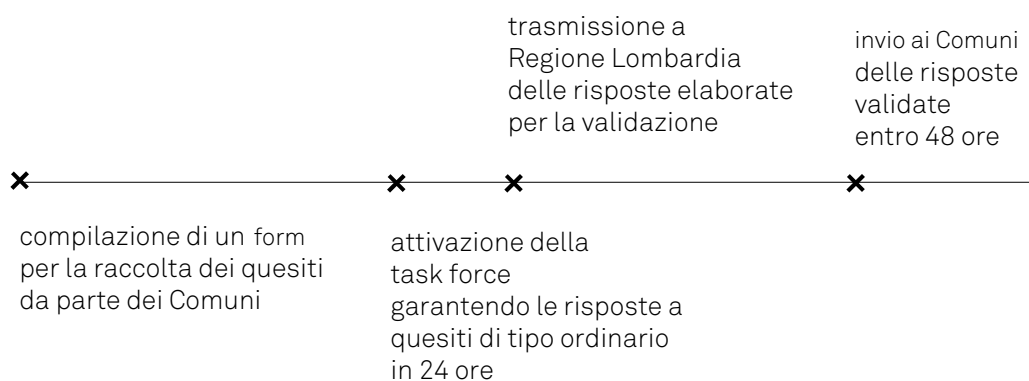 trasmissione a
Regione Lombardia
delle risposte elaborate
per la validazione
invio ai Comuni
delle risposte
validate
entro 48 ore
compilazione di un form
per la raccolta dei quesiti
da parte dei Comuni
attivazione della
task force
garantendo le risposte a
quesiti di tipo ordinario
in 24 ore